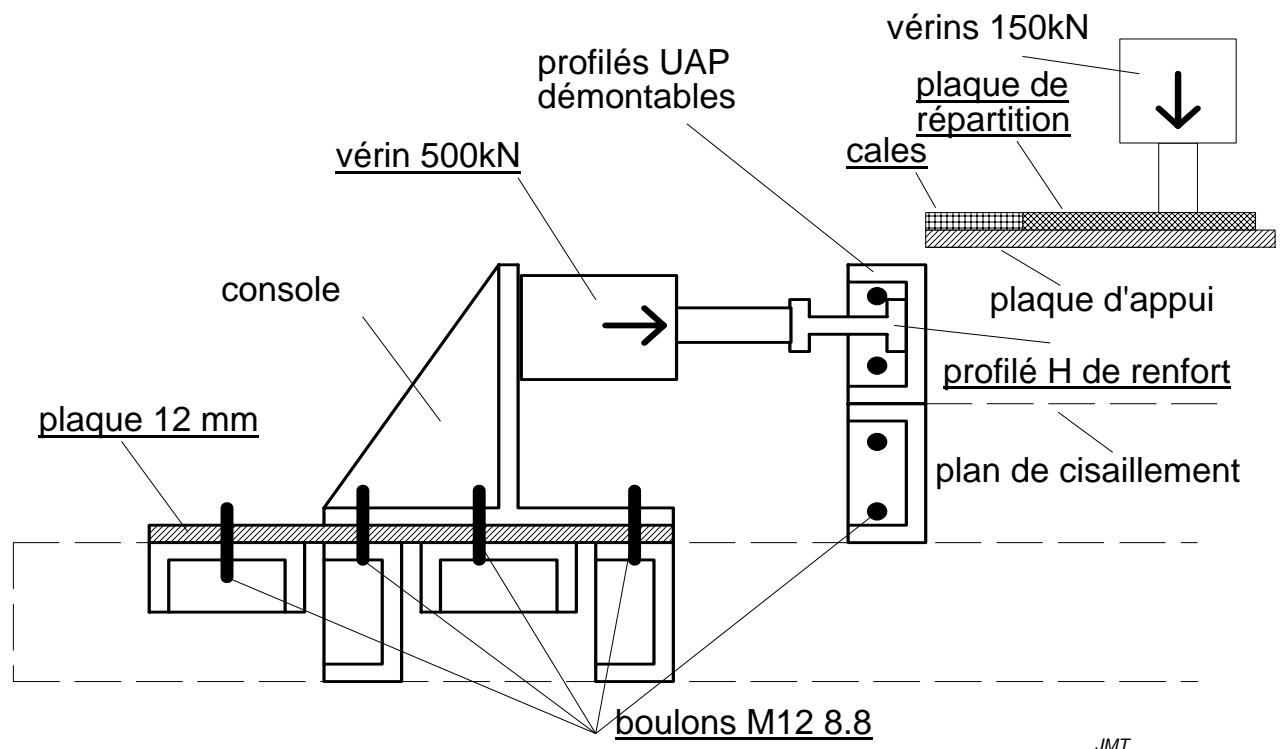 vérins 150kN
profilés UAP
démontables
plaque de
répartition
vérin 500kN
cales
console
plaque d'appui
profilé H de renfort
plaque 12 mm
plan de cisaillement
boulons M12 8.8
JMT